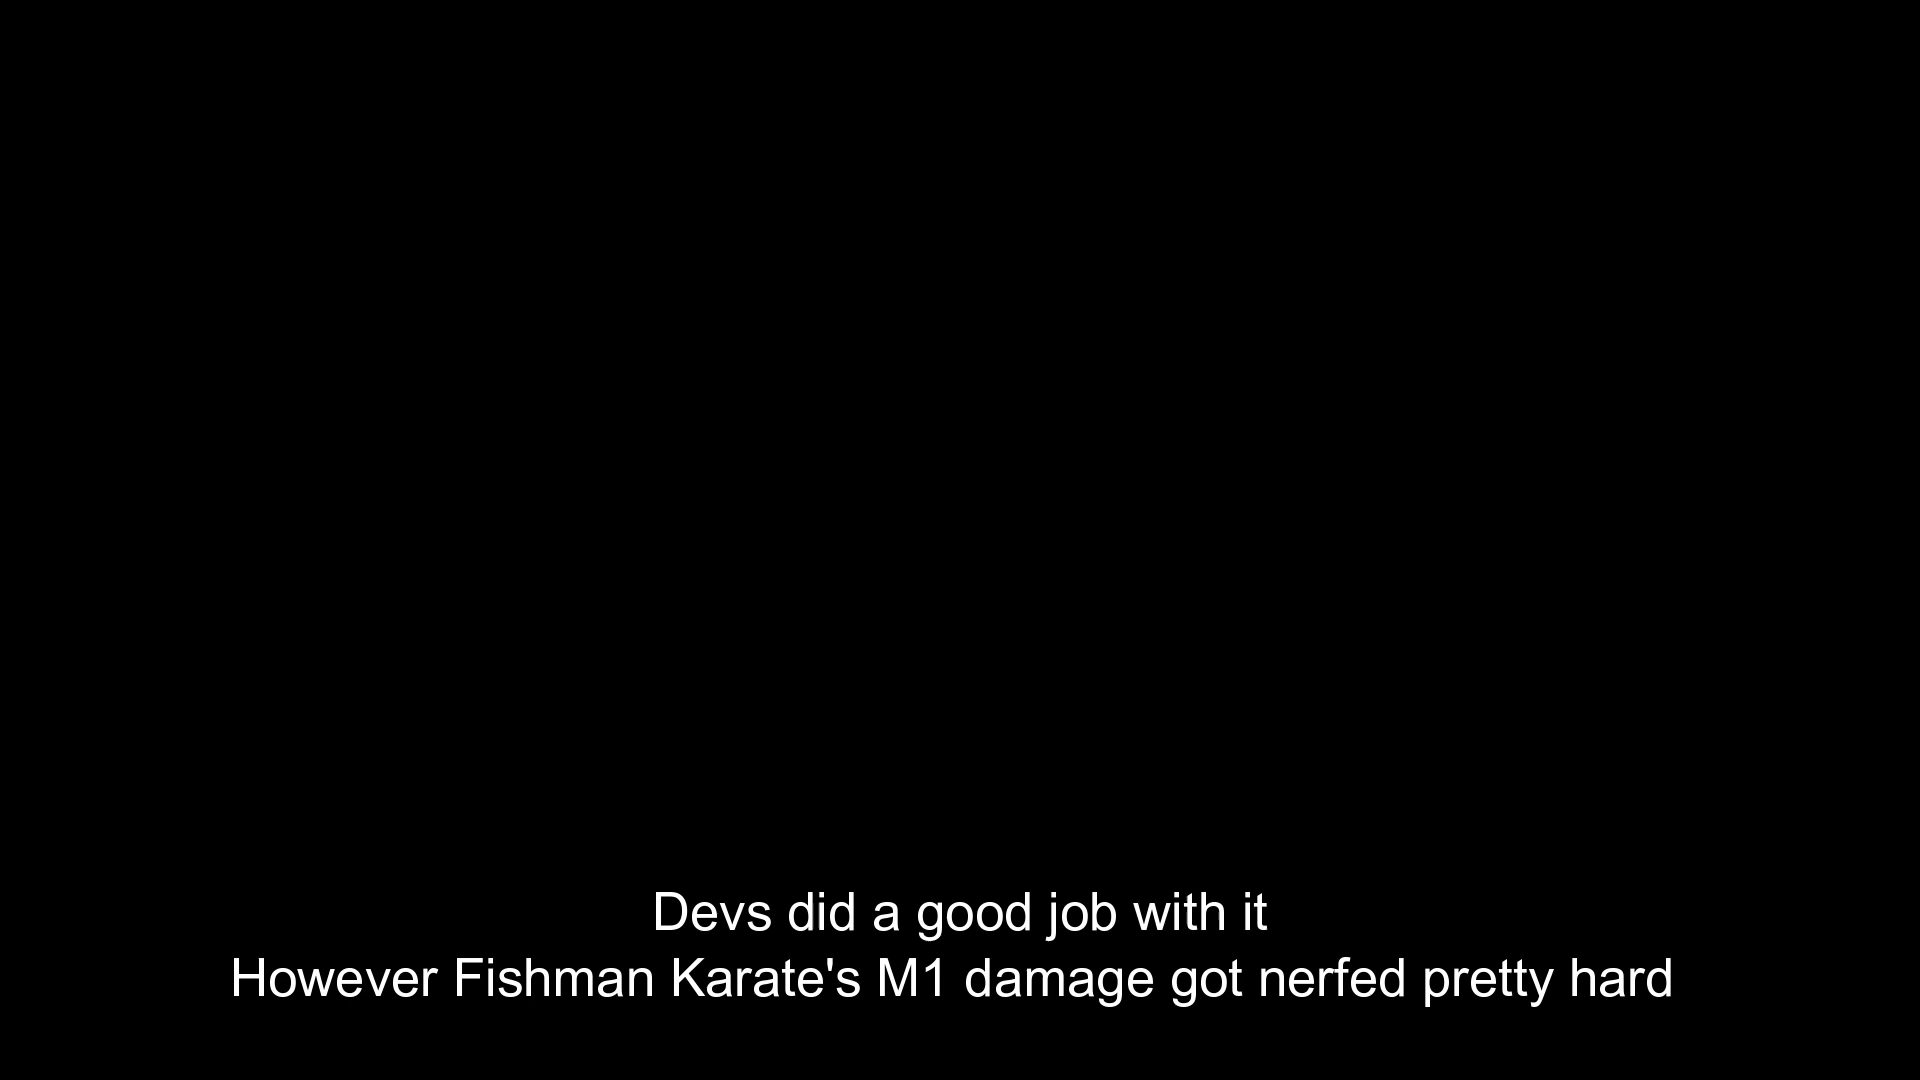 Devs did a good job with it
However Fishman Karate's M1 damage got nerfed pretty hard